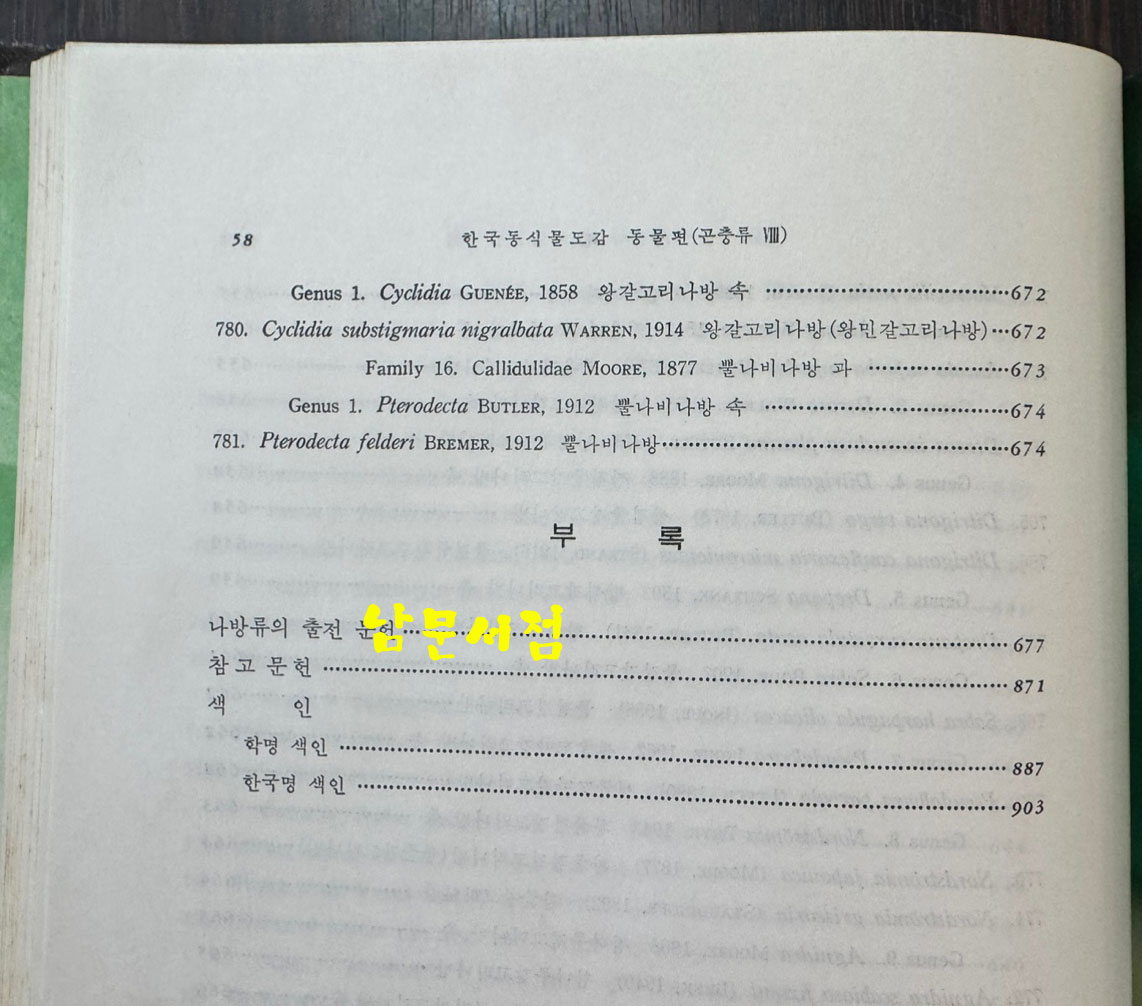 58 한국동식물도감 동물편(곤충류 Ⅷ)
Genus 1. Cyclidia GUENÉE, 1858 왕갈고리나방 속 ········672
780. Cyclidia substigmaria nigralbata WARREN, 1914 왕갈고리나방(왕민갈고리나방)···672
Family 16. Callidulidae MOORE, 1877 뿔나비나방 과 ········673
Genus 1. Pterodecta BUTLER, 1912 뿔나비나방 속 ········674
781. Pterodecta felderi BREMER, 1912 뿔나비나방········674
부 록
나방류의 출전 문헌········677
남문서점
참고 문헌 ········871
색 인
학명 색인 ········887
한국명 색인 ········903